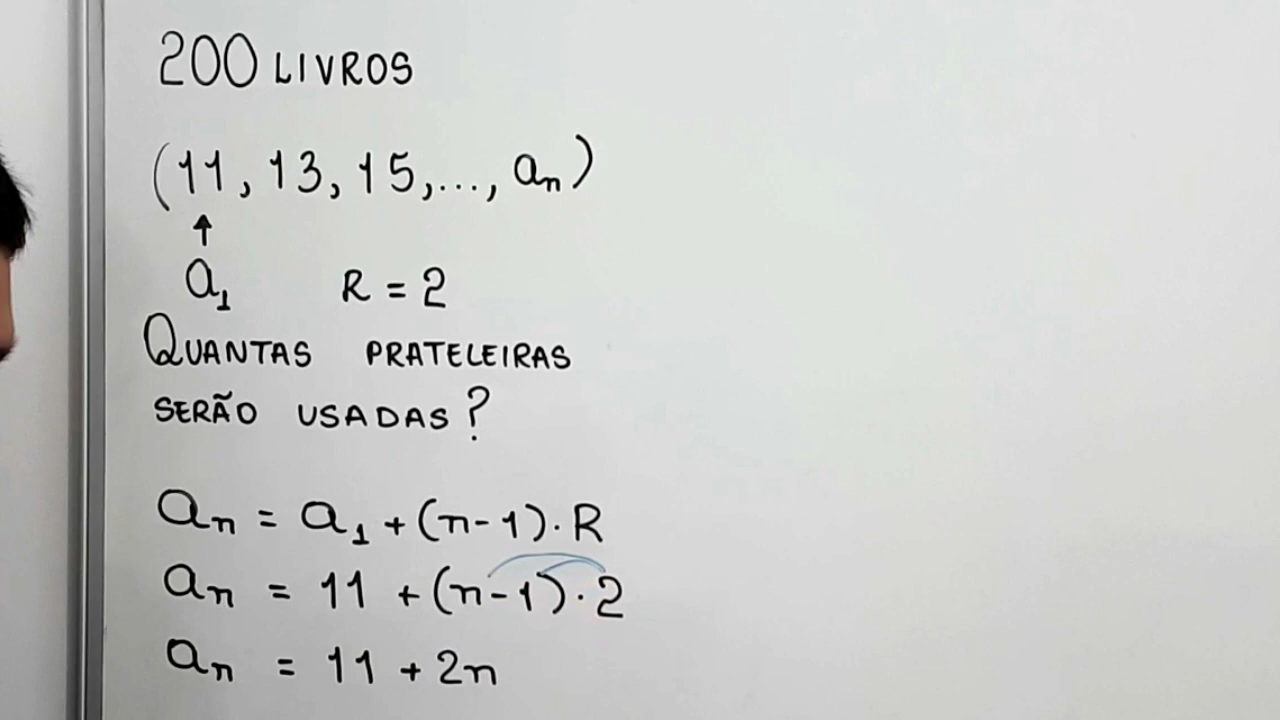 200 LIVROS
(11, 13, 15,..., an)
↑
a1 R = 2
QUANTAS PRATELEIRAS
SERÃO USADAS?
an = a1 + (n-1).R
an = 11 + (n-1).2
an = 11 + 2n